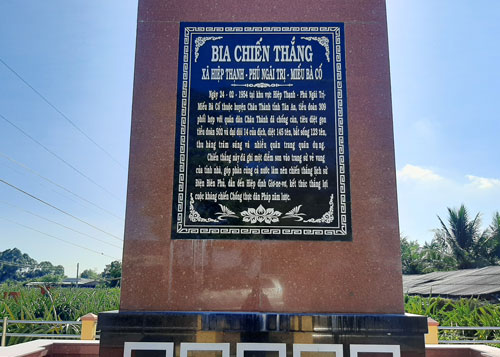 BIA CHIẾN THẮNG
XÃ HIỆP THẠNH - PHÚ NGÃI TRỊ - MIẾU BÀ CỐ
Ngày 24 - 02 - 1954 tại khu vực Hiệp Thanh - Phú Ngãi Trị-
Miếu Bà Cố thuộc huyện Châu Thành tỉnh Tân An, tiểu đoàn 309
phối hợp với quân dân Châu Thành đã chống càn, tiêu diệt gọn
tiểu đoàn 502 và đại đội 14 của địch, diệt 145 tên, bắt sống 123 tên,
thu hàng trăm súng và nhiều quân trang quân dụng.
Chiến thắng này đã ghi một điểm son vào trang sử vẻ vang
của tỉnh nhà, góp phần cùng cả nước làm nên chiến thắng lịch sử
Điện Biên Phủ, dẫn đến Hiệp định Giơ-ne-vơ, kết thúc thắng lợi
cuộc kháng chiến Chống thực dân Pháp xâm lược.